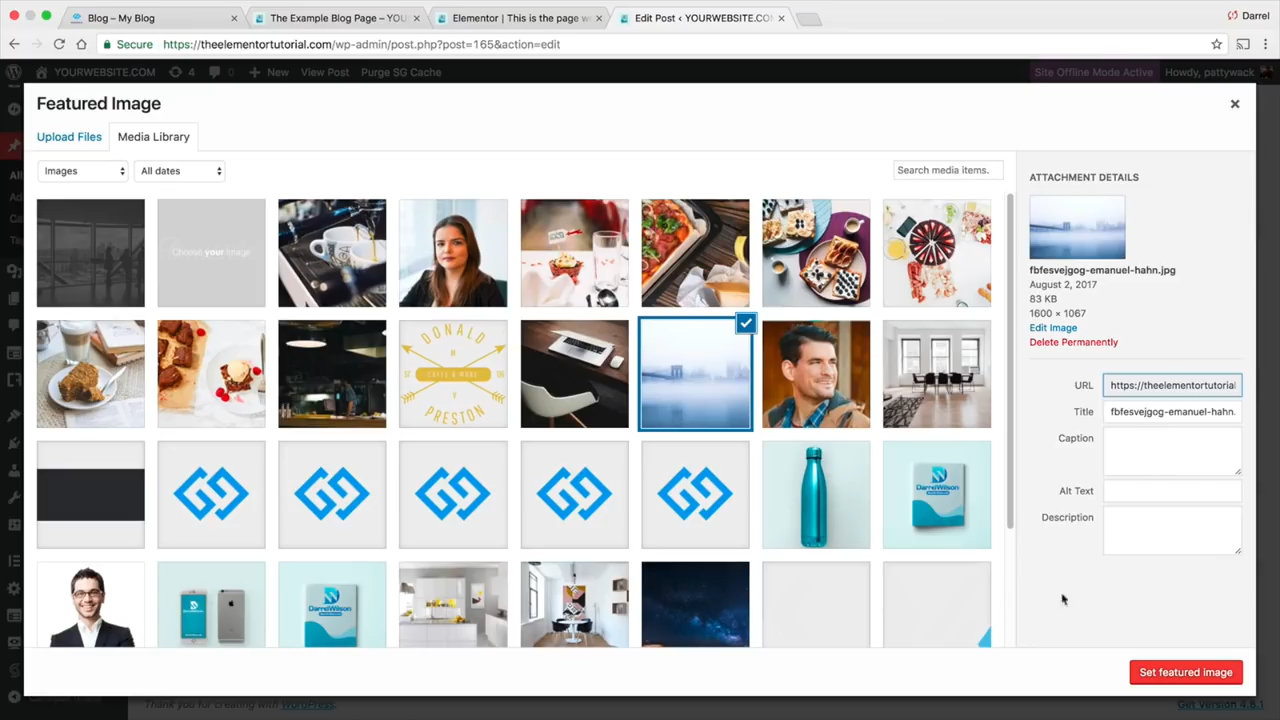 Blog – My Blog
The Example Blog Page – YOU
Elementor | This is the page w
Edit Post ‹ YOURWEBSITE.CO
Darrel
Secure
https://theelementortutorial.com/wp-admin/post.php?post=165&action=edit
YOURWEBSITE.COM
4
0
New
View Post
Purge SG Cache
Site Offline Mode Active
Howdy, pattywack
Featured Image
Upload Files
Media Library
Images
All dates
Search media items.
ATTACHMENT DETAILS
Choose your image
fbfesvejgog-emanuel-hahn.jpg
August 2, 2017
83 KB
1600 × 1067
Edit Image
Delete Permanently
DONALD
CAFFE & MORE
PRESTON
URL
https://theelementortutorial
Title
fbfesvejgog-emanuel-hahn.
Caption
Alt Text
DarrelWilson
Description
DarrelWilson
DarrelWilson
Set featured image
Thank you for creating with WordPress.
Get Version 4.8.1